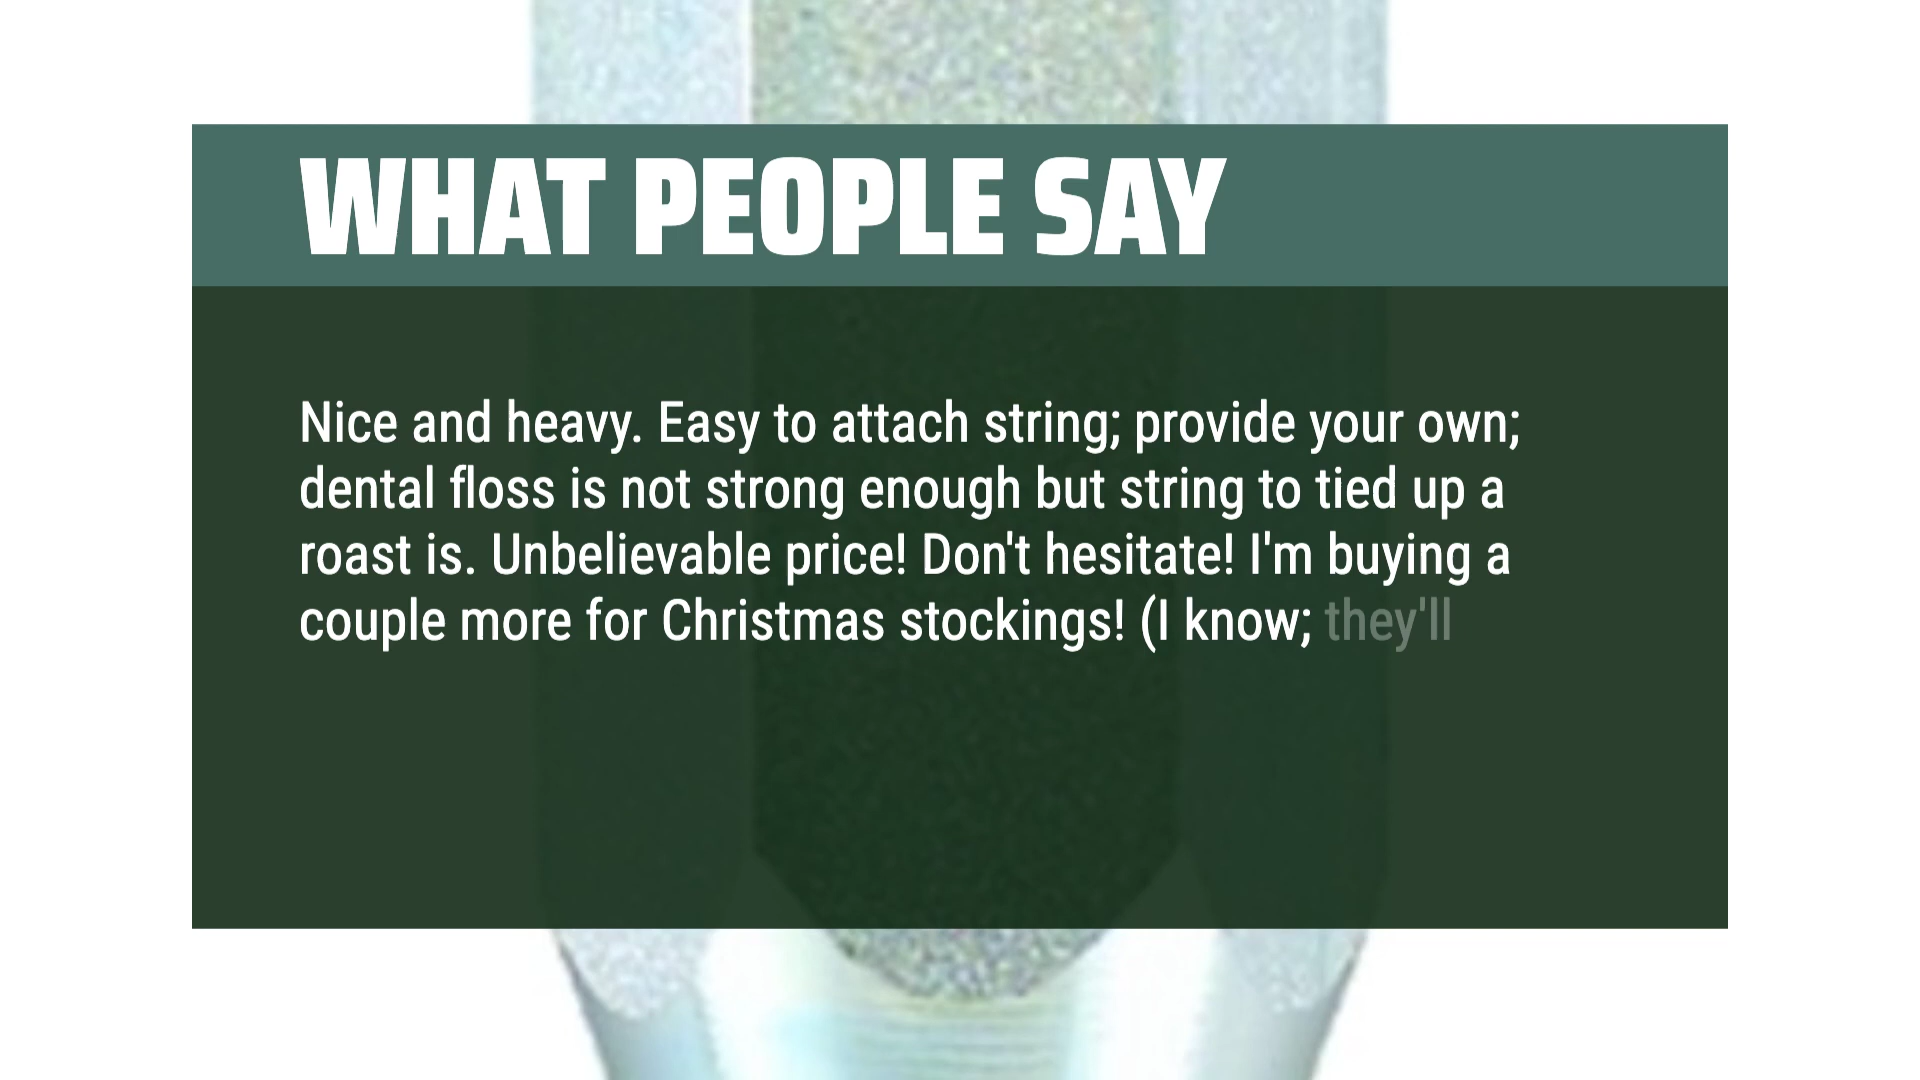 WHAT PEOPLE SAY
Nice and heavy. Easy to attach string; provide your own;
dental floss is not strong enough but string to tied up a
roast is. Unbelievable price! Don't hesitate! I'm buying a
couple more for Christmas stockings! (I know; they'll